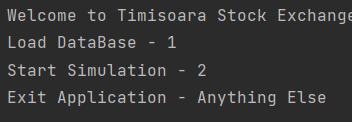 Welcome to Timisoara Stock Exchange
Load DataBase - 1
Start Simulation - 2
Exit Application - Anything Else